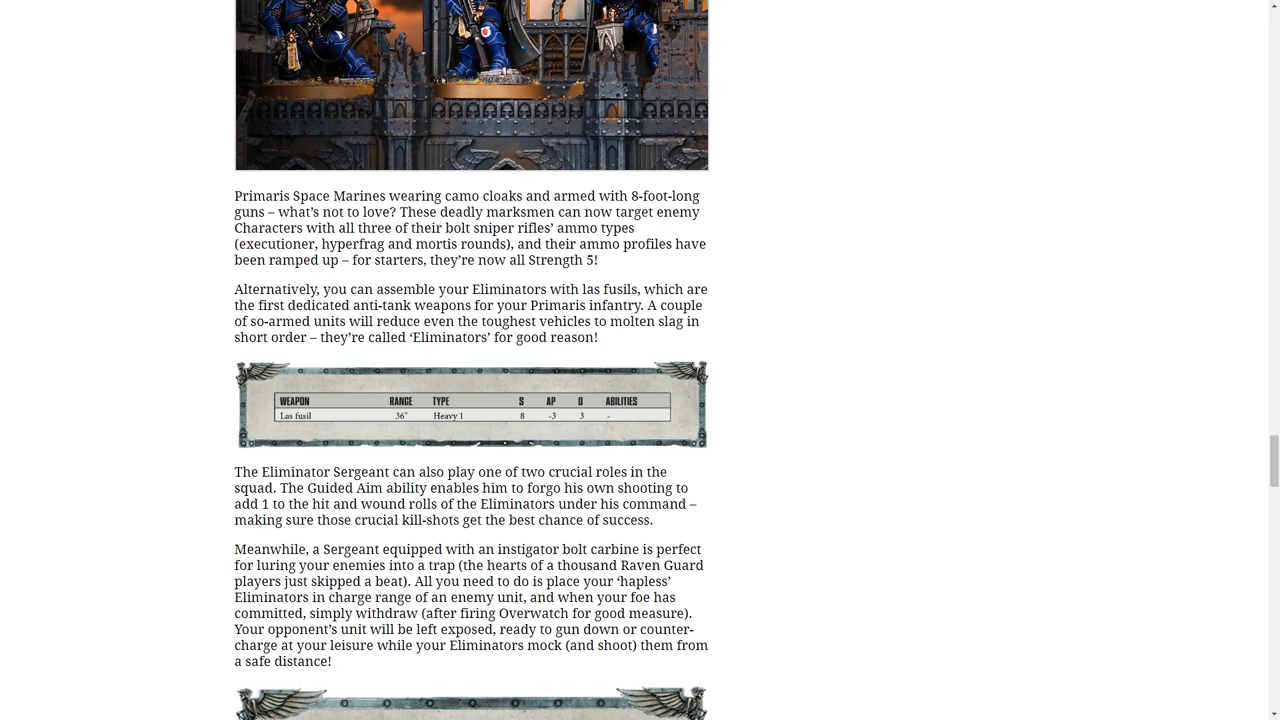 Primaris Space Marines wearing camo cloaks and armed with 8-foot-long
guns – what’s not to love? These deadly marksmen can now target enemy
Characters with all three of their bolt sniper rifles’ ammo types
(executioner, hyperfrag and mortis rounds), and their ammo profiles have
been ramped up – for starters, they’re now all Strength 5!
Alternatively, you can assemble your Eliminators with las fusils, which are
the first dedicated anti-tank weapons for your Primaris infantry. A couple
of so-armed units will reduce even the toughest vehicles to molten slag in
short order – they’re called ‘Eliminators’ for good reason!
WEAPON RANGE TYPE S AP D ABILITIES
Las fusil 36" Heavy 1 8 -3 3 -
The Eliminator Sergeant can also play one of two crucial roles in the
squad. The Guided Aim ability enables him to forgo his own shooting to
add 1 to the hit and wound rolls of the Eliminators under his command –
making sure those crucial kill-shots get the best chance of success.
Meanwhile, a Sergeant equipped with an instigator bolt carbine is perfect
for luring your enemies into a trap (the hearts of a thousand Raven Guard
players just skipped a beat). All you need to do is place your ‘hapless’
Eliminators in charge range of an enemy unit, and when your foe has
committed, simply withdraw (after firing Overwatch for good measure).
Your opponent’s unit will be left exposed, ready to gun down or counter-
charge at your leisure while your Eliminators mock (and shoot) them from
a safe distance!